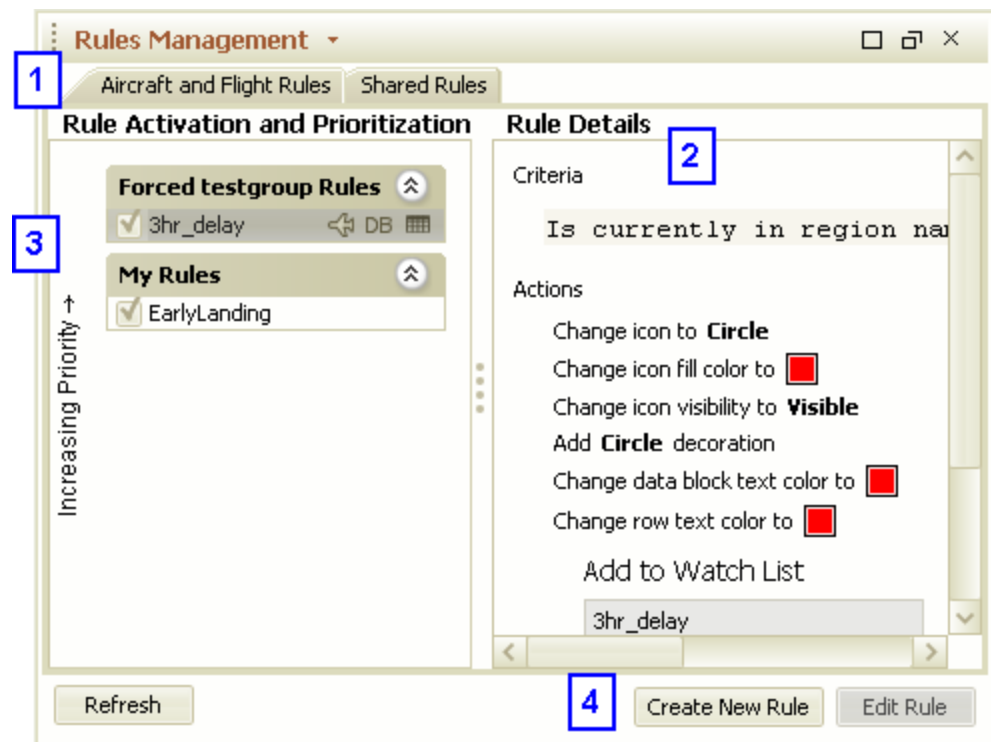 Rules Management
1
Aircraft and Flight Rules
Shared Rules
Rule Activation and Prioritization
Rule Details
2
Forced testgroup Rules
3hr_delay DB
3
My Rules
EarlyLanding
Increasing Priority →
Criteria
Is currently in region
Actions
Change icon to Circle
Change icon fill color to
Change icon visibility to Visible
Add Circle decoration
Change data block text color to
Change row text color to
Add to Watch List
3hr_delay
Refresh
4
Create New Rule
Edit Rule